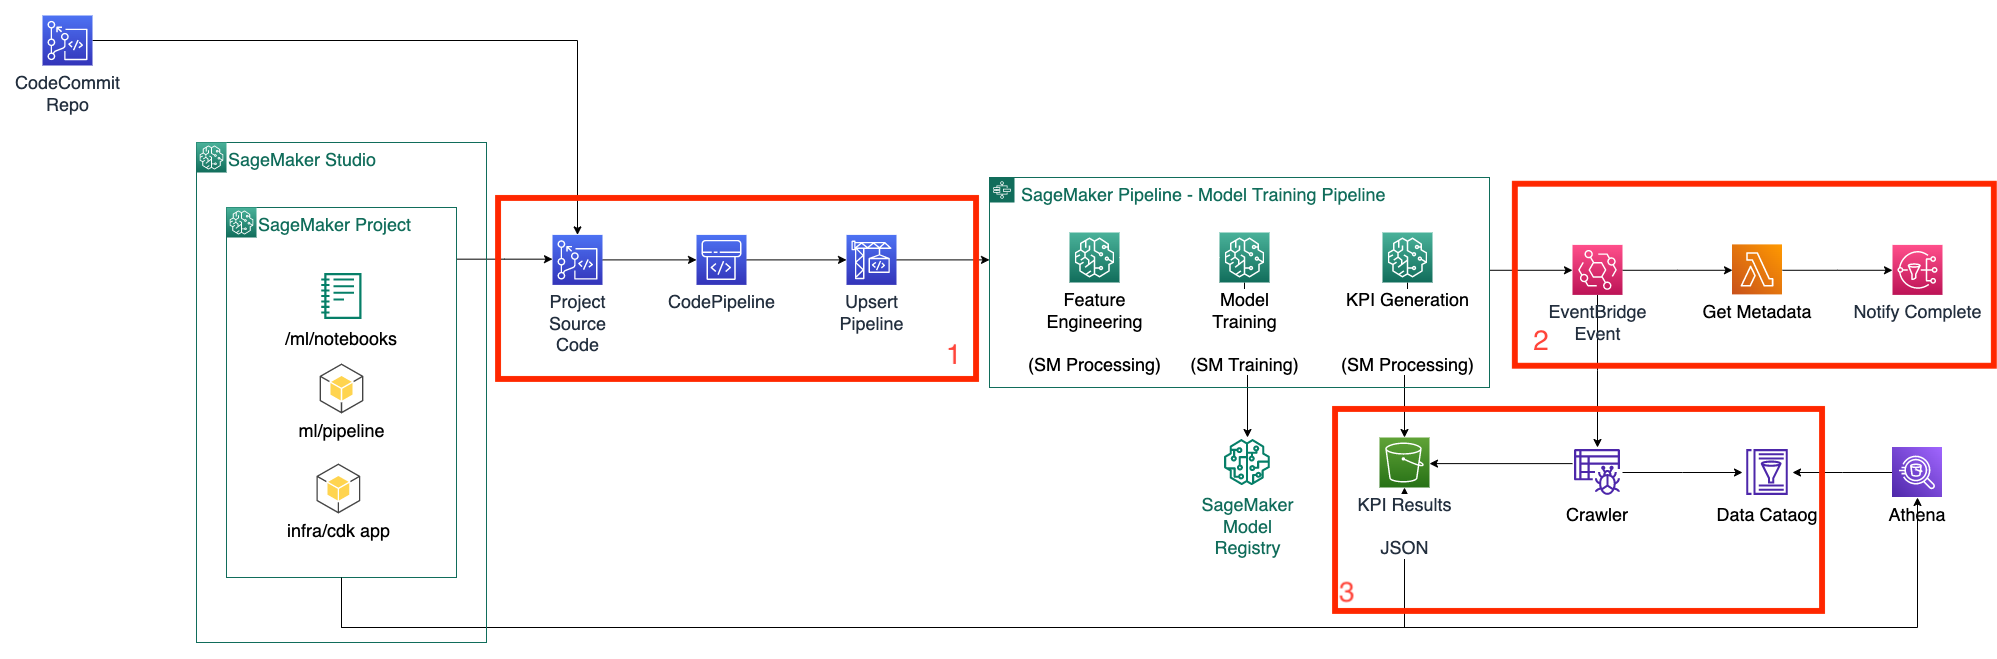 CodeCommit
Repo
SageMaker Studio
SageMaker Project
/ml/notebooks
ml/pipeline
infra/cdk app
Project
Source
Code
CodePipeline
Upsert
Pipeline
1
SageMaker Pipeline - Model Training Pipeline
Feature
Engineering
(SM Processing)
Model
Training
(SM Training)
KPI Generation
(SM Processing)
EventBridge
Event
Get Metadata
Notify Complete
2
SageMaker
Model
Registry
KPI Results
JSON
Crawler
Data Cataog
3
Athena